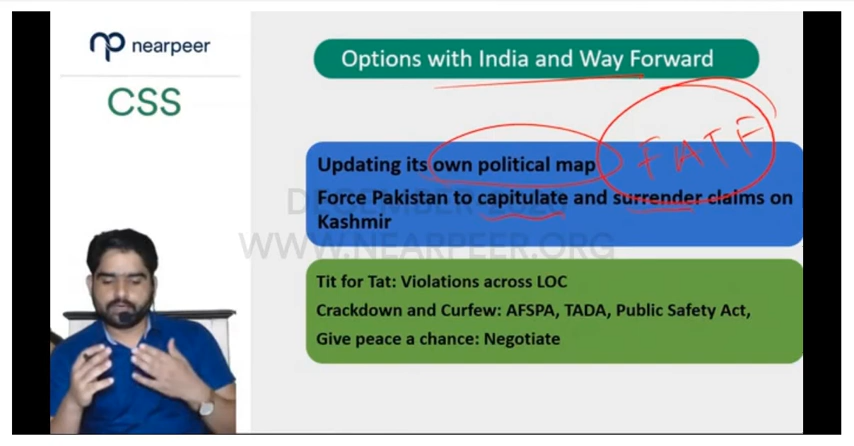 nearpeer
CSS
Options with India and Way Forward
FATF
Updating its own political map
Force Pakistan to capitulate and surrender claims on
Kashmir
WWW.NEARPEER.ORG
Tit for Tat: Violations across LOC
Crackdown and Curfew: AFSPA, TADA, Public Safety Act,
Give peace a chance: Negotiate